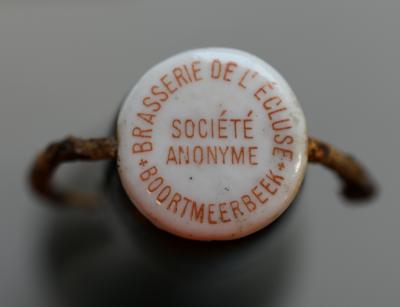 BRASSERIE DE L'ÉCLUSE
SOCIÉTÉ
ANONYME
* BOORTMEERBEEK *